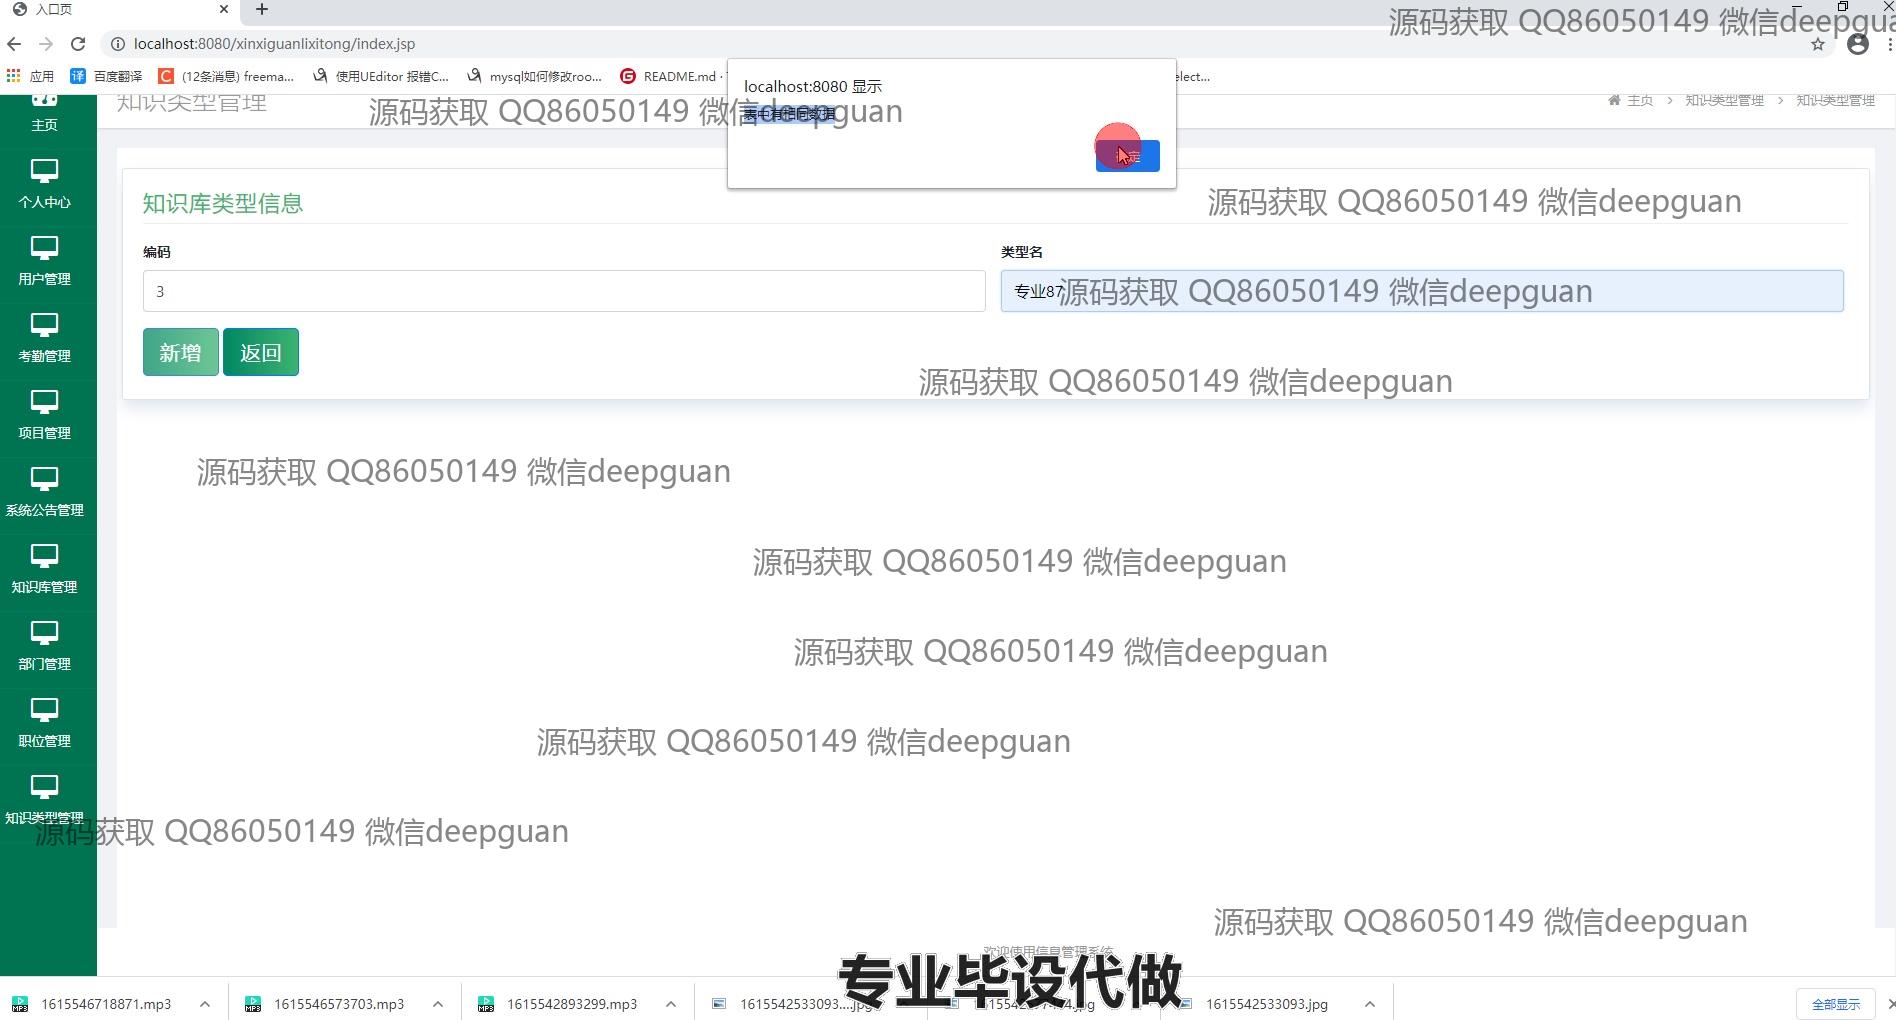 入口页
源码获取 QQ86050149 微信deepgua
localhost:8080/xinxiguanlixitong/index.jsp
应用
百度翻译
(12条消息) freema...
使用UEditor 报错C...
mysql如何修改roo...
README.md
elect...
localhost:8080 显示
表中有相同数据
知识类型管理
源码获取 QQ86050149 微信deepguan
主页 > 知识类型管理 > 知识类型管理
主页
个人中心
用户管理
考勤管理
项目管理
系统公告管理
知识库管理
部门管理
职位管理
知识类型管理
知识库类型信息
源码获取 QQ86050149 微信deepguan
编码
类型名
3
专业87
源码获取 QQ86050149 微信deepguan
新增
返回
源码获取 QQ86050149 微信deepguan
源码获取 QQ86050149 微信deepguan
源码获取 QQ86050149 微信deepguan
源码获取 QQ86050149 微信deepguan
源码获取 QQ86050149 微信deepguan
源码获取 QQ86050149 微信deepguan
源码获取 QQ86050149 微信deepguan
欢迎使用信息管理系统
专业毕设代做
1615546718871.mp3
1615546573703.mp3
1615542893299.mp3
1615542533093....jpg
1615542533093.jpg
全部显示